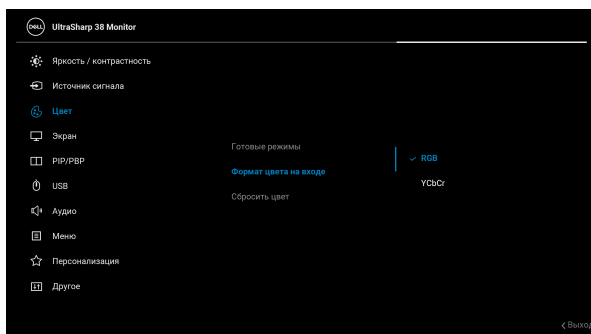 DELL UltraSharp 38 Monitor
Яркость / контрастность
Источник сигнала
Цвет
Экран
Готовые режимы
RGB
PIP/PBP
Формат цвета на входе
YCbCr
USB
Сбросить цвет
Аудио
Меню
Персонализация
Другое
Выход